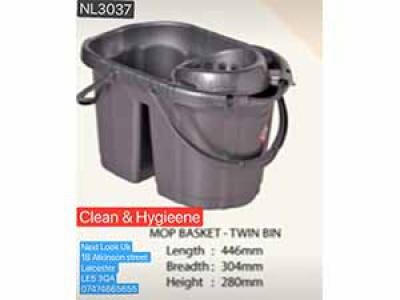 NL3037
Clean & Hygieene
MOP BASKET - TWIN BIN
Length : 446mm
Breadth : 304mm
Height : 280mm
Next Look Uk
18 Atkinson street
Leicester
LE5 3QA
07474665655